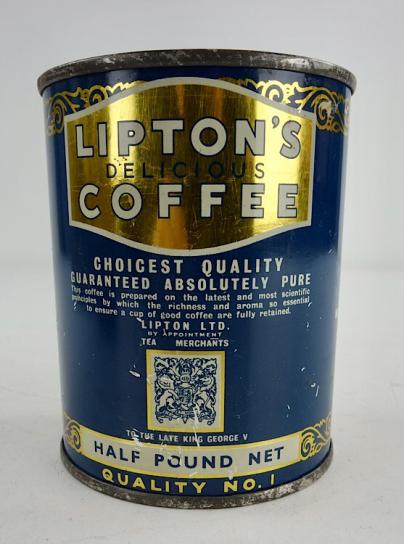 LIPTON'S
DELICIOUS
COFFEE
CHOICEST QUALITY
GUARANTEED ABSOLUTELY PURE
This coffee is prepared on the latest and most scientific
principles by which the richness and aroma so essential
to ensure a cup of good coffee are fully retained.
LIPTON LTD.
BY APPOINTMENT
TEA MERCHANTS
TO THE LATE KING GEORGE V
HALF POUND NET
QUALITY NO. 1